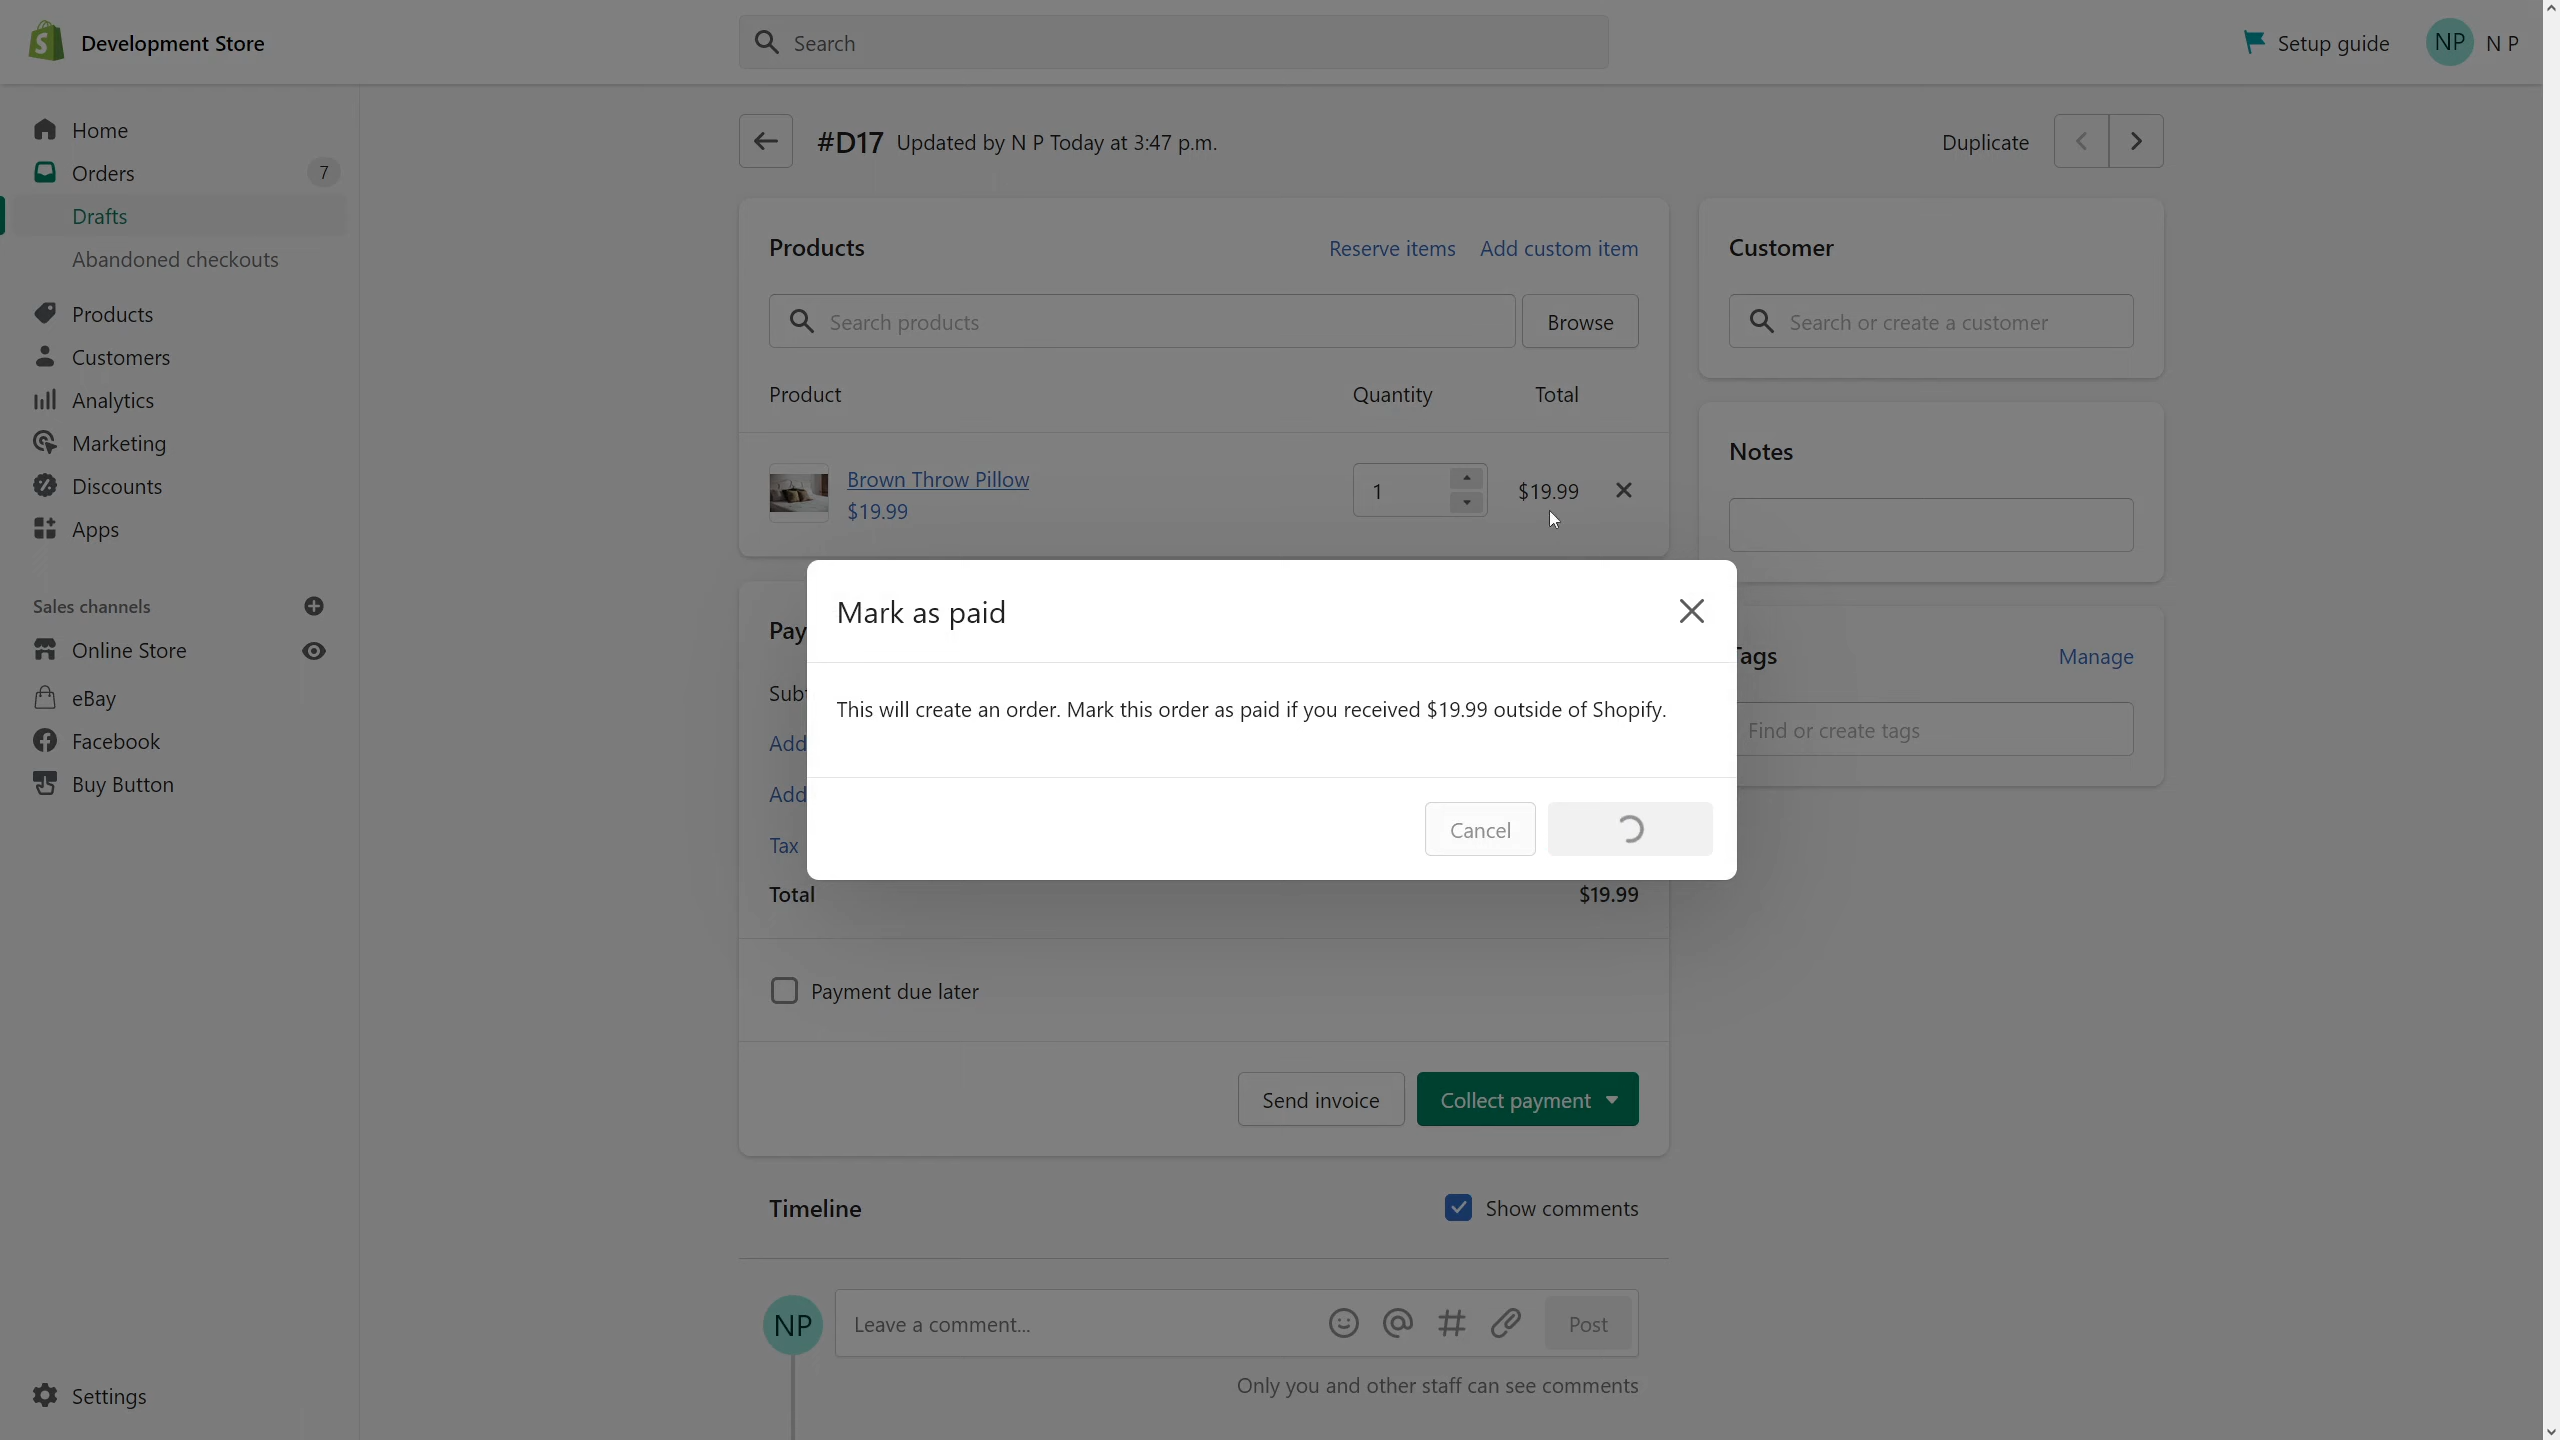 Development Store
Search
Setup guide
NP
N P
Home
Orders
7
Drafts
Abandoned checkouts
Products
Customers
Analytics
Marketing
Discounts
Apps
Sales channels
Online Store
eBay
Facebook
Buy Button
Settings
#D17 Updated by N P Today at 3:47 p.m.
Duplicate
Products
Reserve items
Add custom item
Search products
Browse
Product
Quantity
Total
Brown Throw Pillow
$19.99
1
$19.99
Customer
Search or create a customer
Notes
Tags
Manage
Find or create tags
Mark as paid
This will create an order. Mark this order as paid if you received $19.99 outside of Shopify.
Cancel
Pay
Sub
Add
Add
Tax
Total
$19.99
Payment due later
Send invoice
Collect payment
Timeline
Show comments
NP
Leave a comment...
Post
Only you and other staff can see comments